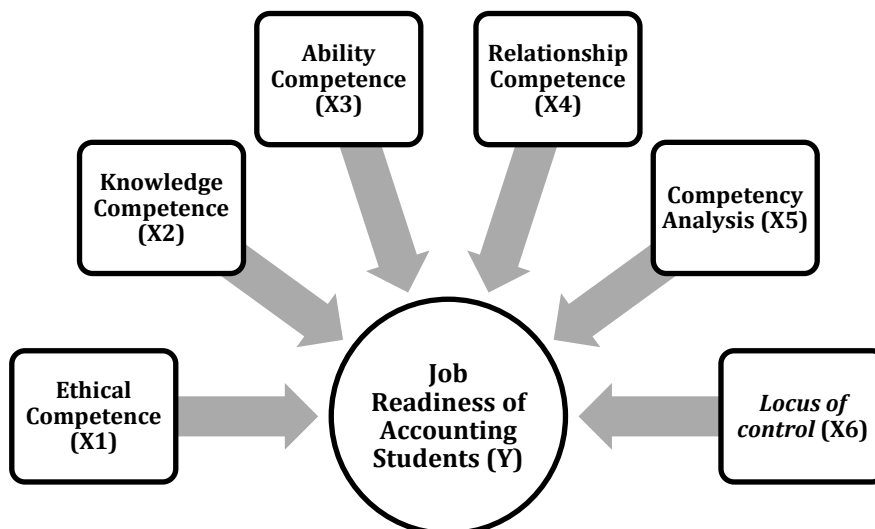 Ability
Competence
(X3)
Relationship
Competence
(X4)
Knowledge
Competence
(X2)
Competency
Analysis (X5)
Ethical
Competence
(X1)
Job
Readiness of
Accounting
Students (Y)
Locus of
control (X6)